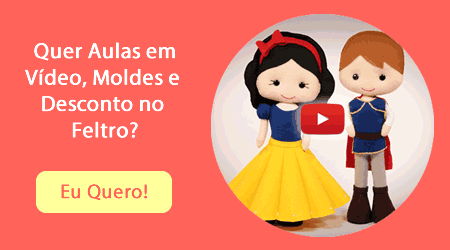 Quer Aulas em
Vídeo, Moldes e
Desconto no
Feltro?
Eu Quero!